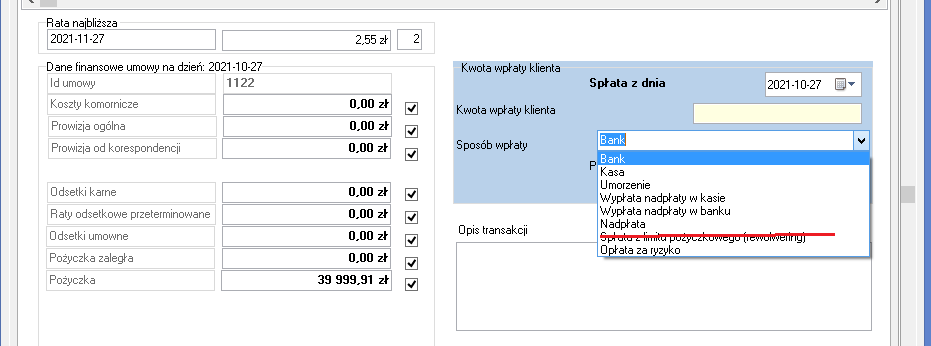 Rata najbliższa
2021-11-27 2,55 zł 2
Dane finansowe umowy na dzień: 2021-10-27
Id umowy 1122
Koszty komornicze 0,00 zł
Prowizja ogólna 0,00 zł
Prowizja od korespondencji 0,00 zł
Odsetki karne 0,00 zł
Raty odsetkowe przeterminowane 0,00 zł
Odsetki umowne 0,00 zł
Pożyczka zaległa 0,00 zł
Pożyczka 39 999,91 zł
Kwota wpłaty klienta
Spłata z dnia 2021-10-27
Kwota wpłaty klienta
Sposób wpłaty Bank
P
Bank
Kasa
Umorzenie
Wypłata nadpłaty w kasie
Wypłata nadpłaty w banku
Nadpłata
Spłata z limitu pożyczkowego (rewolwering)
Opłata za ryzyko
Opis transakcji